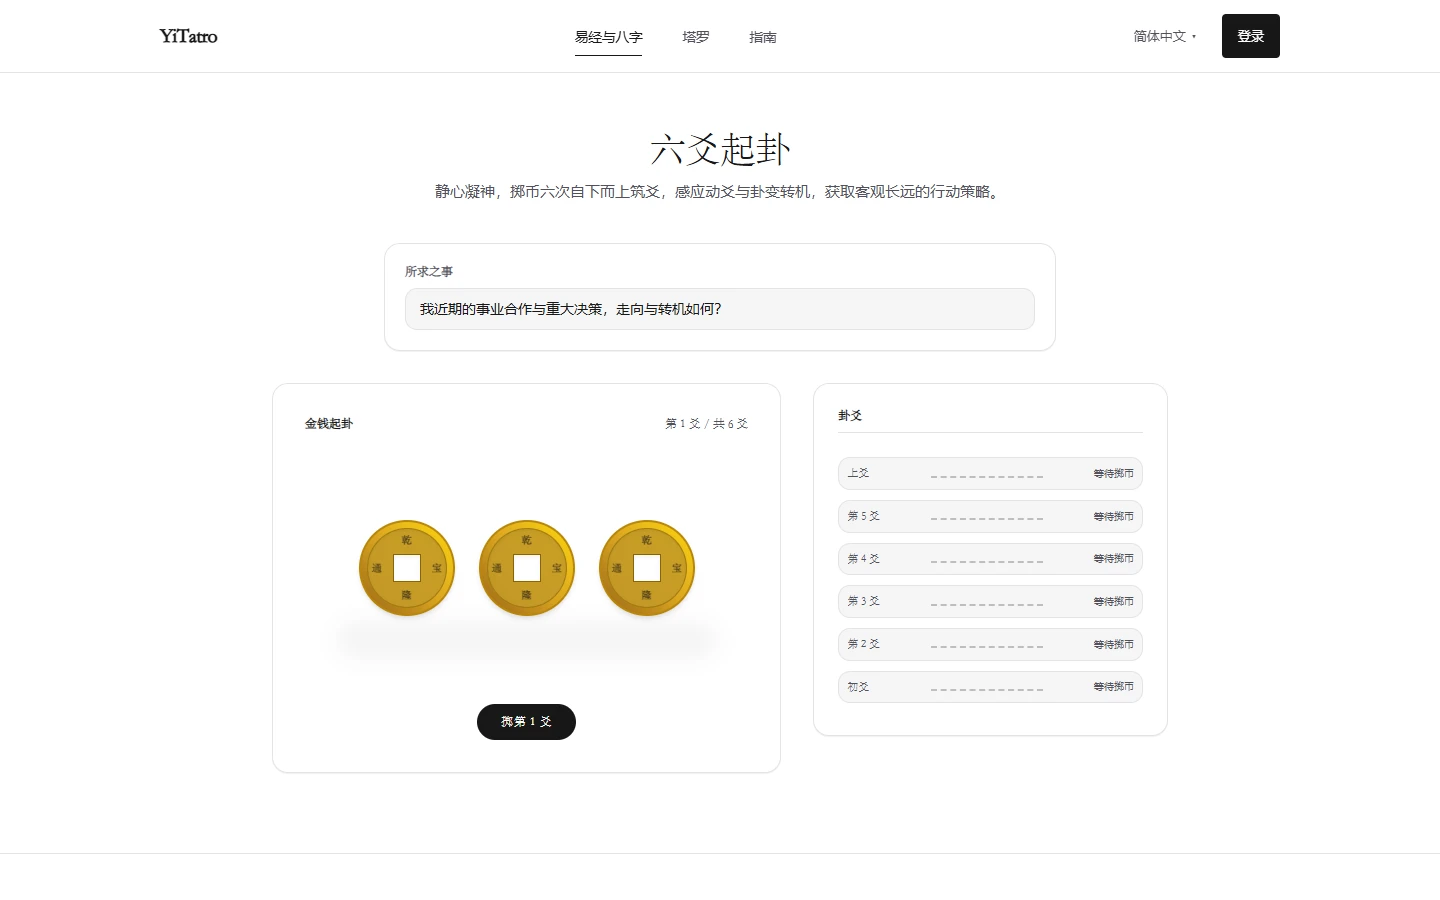 YiTatro
易经与八字
塔罗
指南
简体中文 ▾
登录
六爻起卦
静心凝神，掷币六次自下而上筑爻，感应动爻与卦变转机，获取客观长远的行动策略。
所求之事
我近期的事业合作与重大决策，走向与转机如何？
金钱起卦
第 1 爻 / 共 6 爻
乾
通 宝
隆
乾
通 宝
隆
乾
通 宝
隆
掷第 1 爻
卦爻
上爻 等待掷币
第 5 爻 等待掷币
第 4 爻 等待掷币
第 3 爻 等待掷币
第 2 爻 等待掷币
初爻 等待掷币